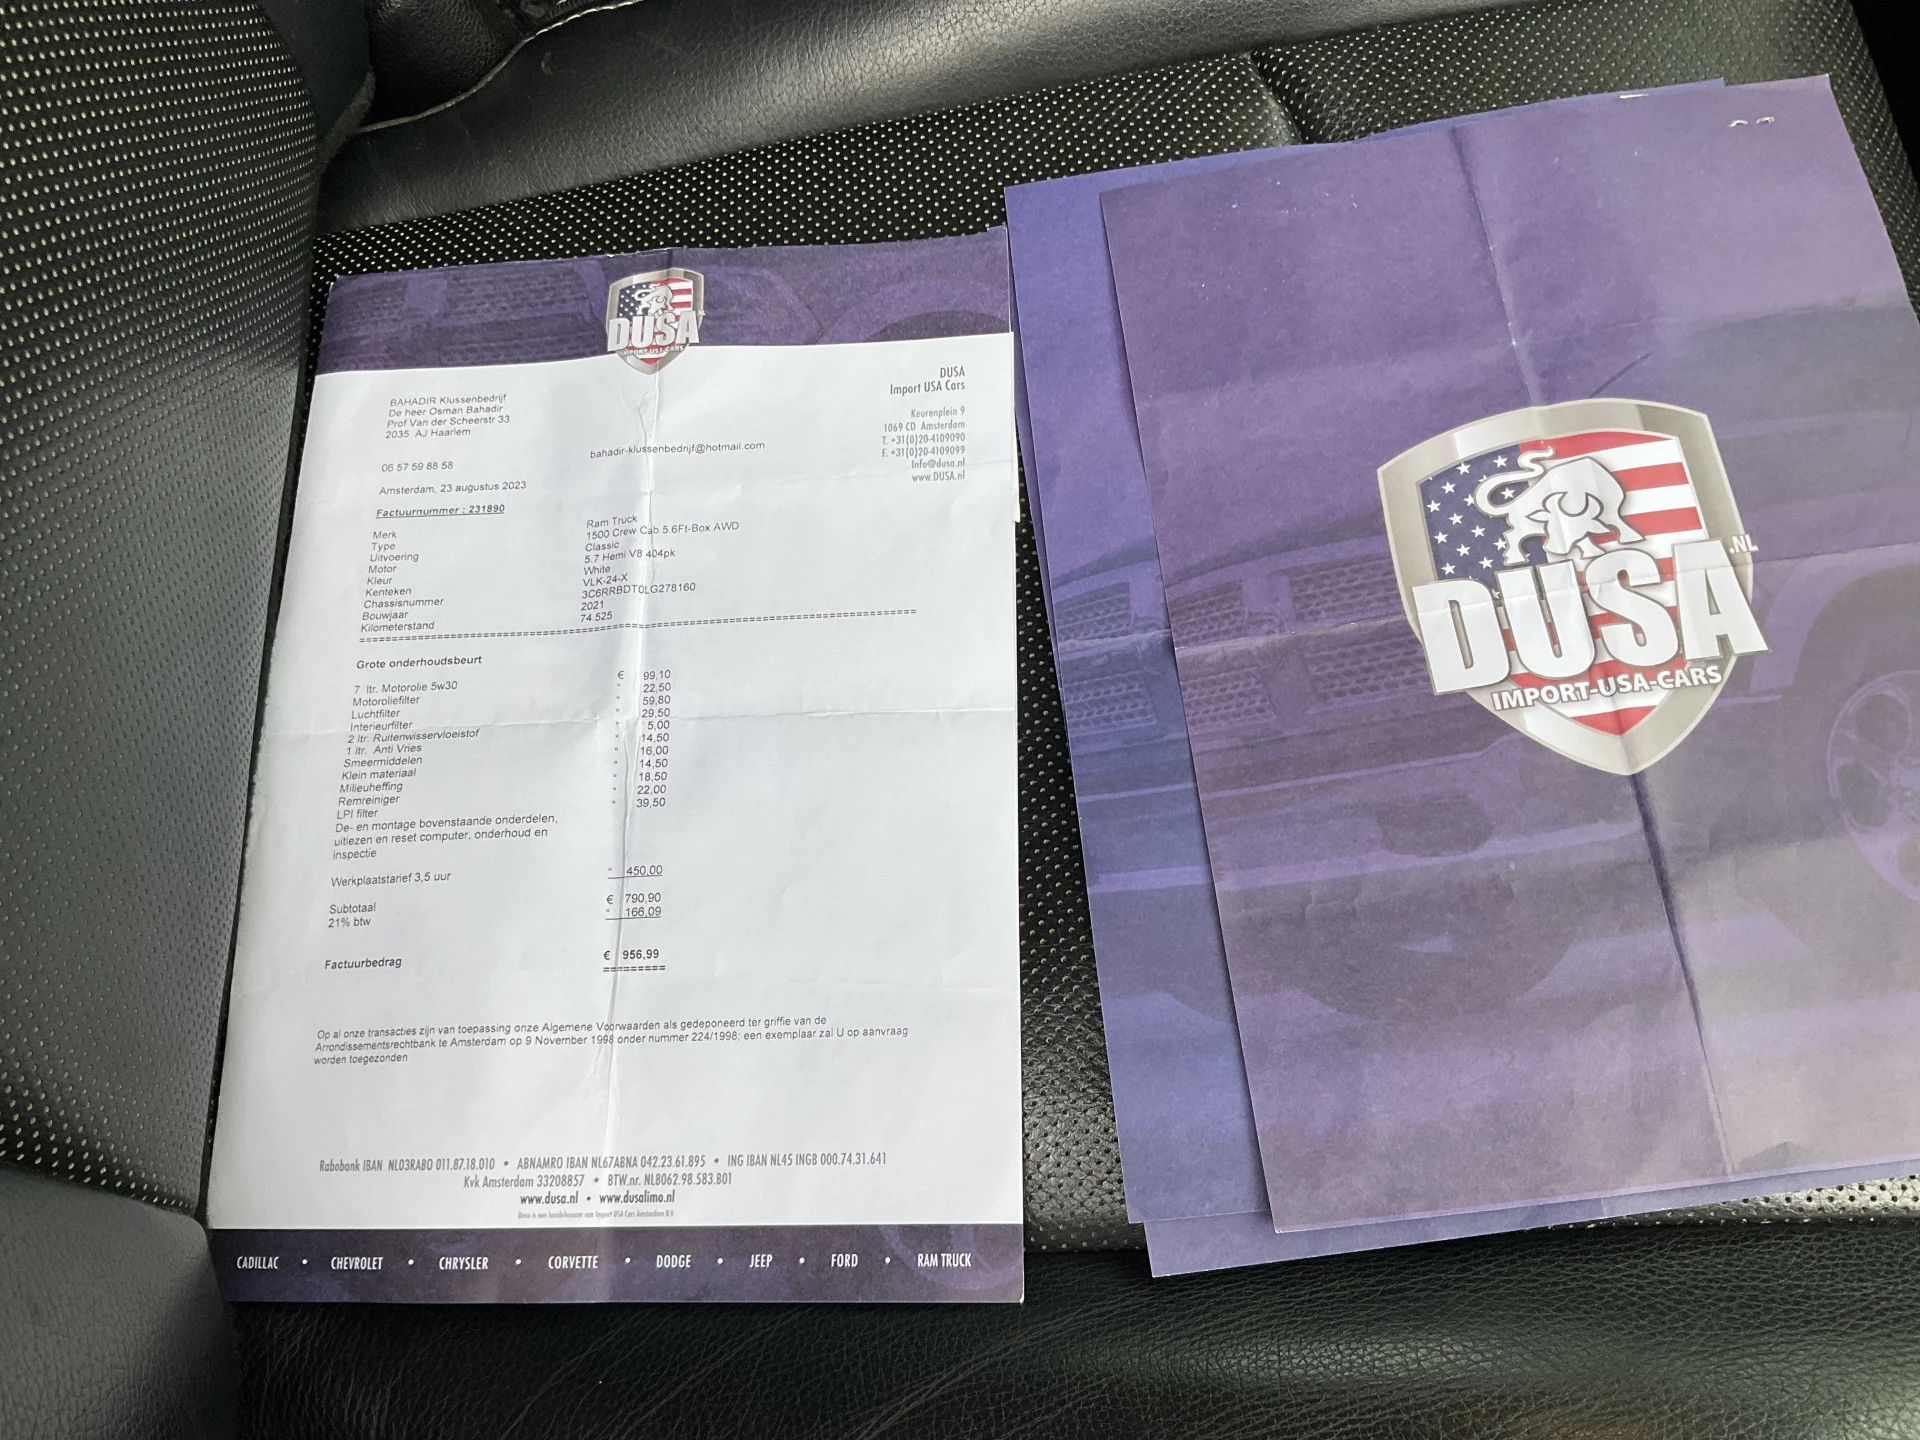 DUSA
.NL
IMPORT-USA-CARS
DUSA
Import USA Cars
Keurenplein 9
1069 CD Amsterdam
T. +31(0)20-4109090
F. +31(0)20-4109099
Info@dusa.nl
www.DUSA.nl
BAHADIR Klussenbedrijf
De heer Osman Bahadir
Prof Van der Scheerstr 33
2035 AJ Haarlem
06 57 59 88 58 bahadir-klussenbedrijf@hotmail.com
Amsterdam, 23 augustus 2023
Factuurnummer : 231890
Merk Ram Truck
Type 1500 Crew Cab 5.6Ft-Box AWD
Uitvoering Classic
Motor 5.7 Hemi V8 404pk
Kleur White
Kenteken VLK-24-X
Chassisnummer 3C6RRBDT0LG278160
Bouwjaar 2021
Kilometerstand 74.525
Grote onderhoudsbeurt
7 ltr. Motorolie 5w30 € 99,10
Motoroliefilter " 22,50
Luchtfilter " 59,80
Interieurfilter " 29,50
2 ltr. Ruitenwisservloeistof " 5,00
1 ltr. Anti Vries " 14,50
Smeermiddelen " 16,00
Klein materiaal " 14,50
Milieuheffing " 18,50
Remreiniger " 22,00
LPI filter " 39,50
De- en montage bovenstaande onderdelen,
uitlezen en reset computer, onderhoud en
inspectie
Werkplaatstarief 3,5 uur " 450,00
Subtotaal € 790,90
21% btw " 166,09
Factuurbedrag € 956,99
Op al onze transacties zijn van toepassing onze Algemene Voorwaarden als gedeponeerd ter griffie van de
Arrondissementsrechtbank te Amsterdam op 9 November 1998 onder nummer 224/1998; een exemplaar zal U op aanvraag
worden toegezonden
Rabobank IBAN NL03RABO 011.87.18.010 • ABNAMRO IBAN NL67ABNA 042.23.61.895 • ING IBAN NL45 INGB 000.74.31.641
Kvk Amsterdam 33208857 • BTW.nr. NL8062.98.583.B01
www.dusa.nl • www.dusalimo.nl
Dusa is een handelsnaam van Import USA Cars Amsterdam B.V.
CADILLAC • CHEVROLET • CHRYSLER • CORVETTE • DODGE • JEEP • FORD • RAM TRUCK
DUSA
.NL
IMPORT-USA-CARS